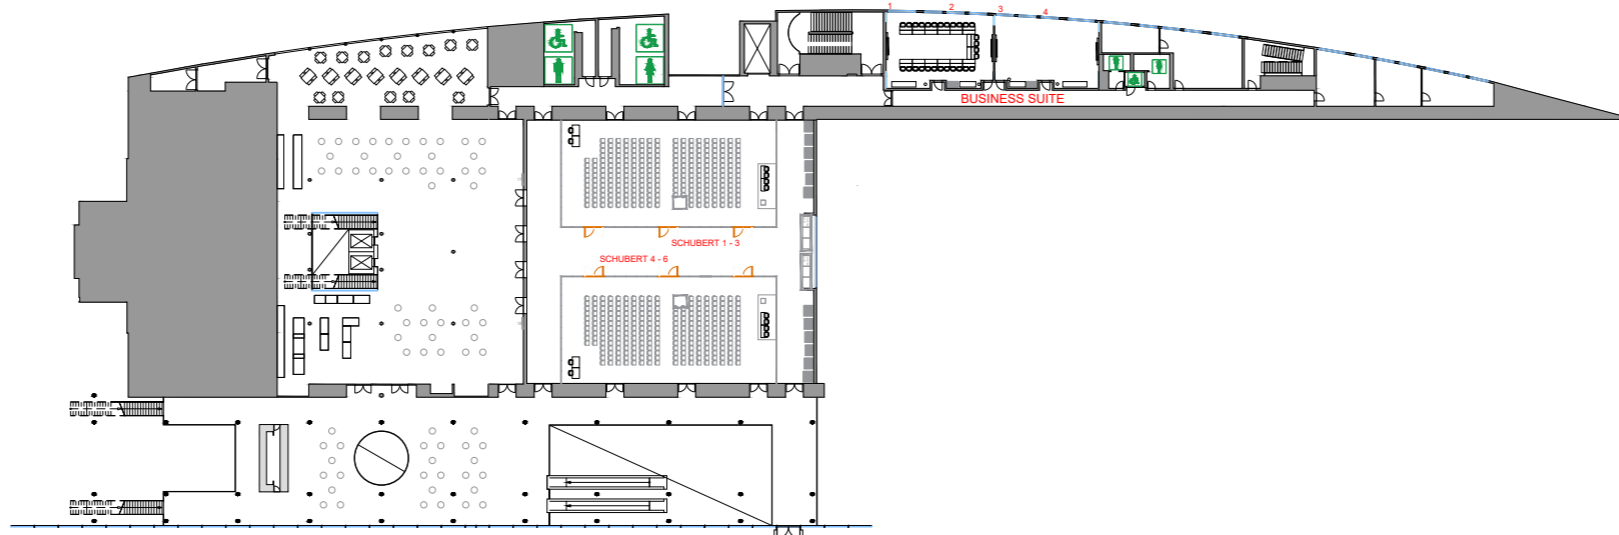 1 2 3 4
BUSINESS SUITE
SCHUBERT 1 - 3
SCHUBERT 4 - 6